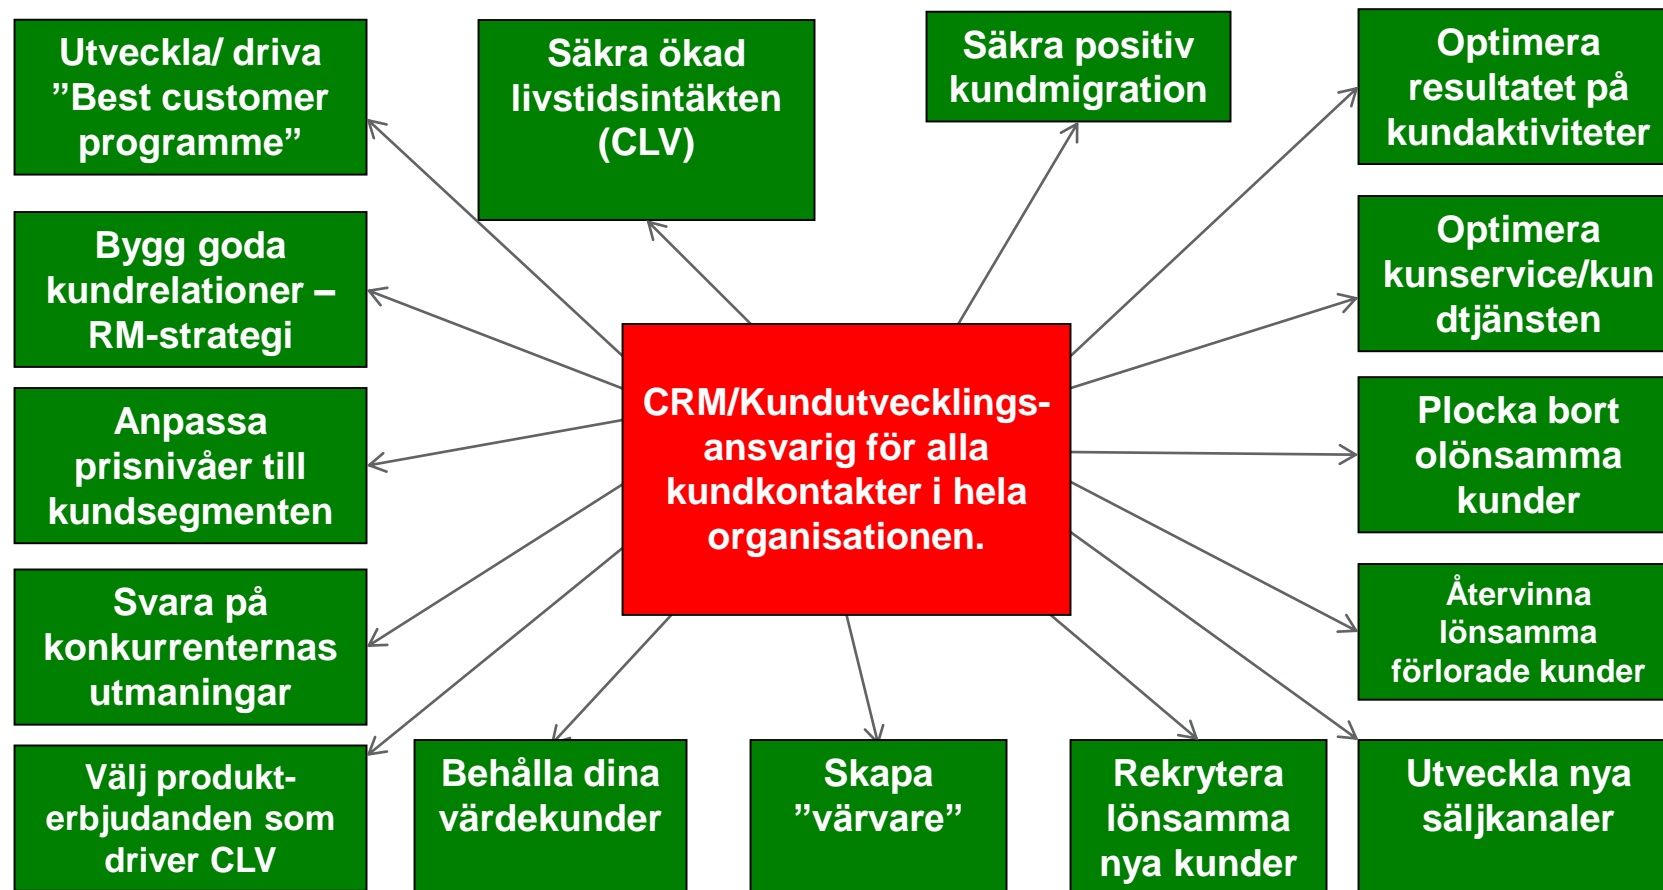 Utveckla/ driva
”Best customer
programme”
Säkra ökad
livstidsintäkten
(CLV)
Säkra positiv
kundmigration
Optimera
resultatet på
kundaktiviteter
Bygg goda
kundrelationer –
RM-strategi
Optimera
kunservice/kun
dtjänsten
Anpassa
prisnivåer till
kundsegmenten
CRM/Kundutvecklings-
ansvarig för alla
kundkontakter i hela
organisationen.
Plocka bort
olönsamma
kunder
Svara på
konkurrenternas
utmaningar
Återvinna
lönsamma
förlorade kunder
Välj produkt-
erbjudanden som
driver CLV
Behålla dina
värdekunder
Skapa
”värvare”
Rekrytera
lönsamma
nya kunder
Utveckla nya
säljkanaler